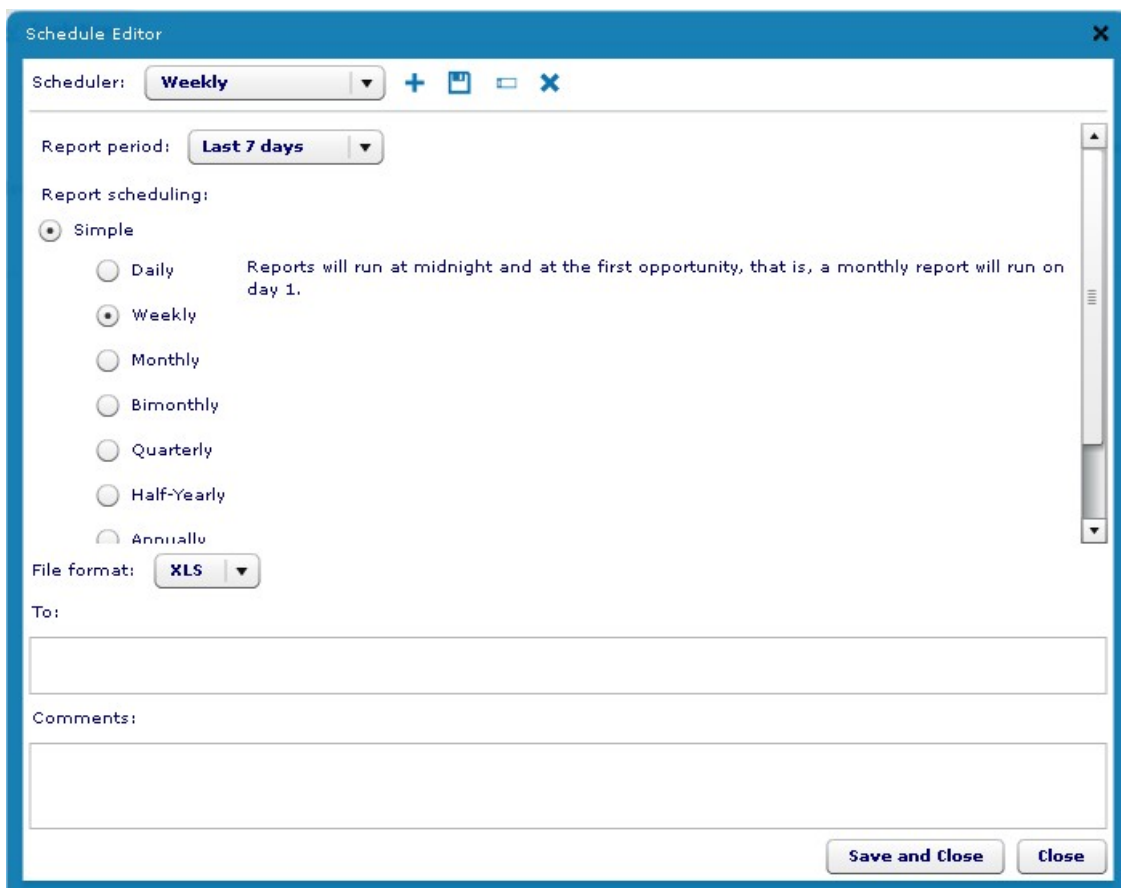 Schedule Editor
Scheduler: Weekly
Report period: Last 7 days
Report scheduling:
Simple
Daily
Reports will run at midnight and at the first opportunity, that is, a monthly report will run on
day 1.
Weekly
Monthly
Bimonthly
Quarterly
Half-Yearly
Annually
File format: XLS
To:
Comments:
Save and Close
Close